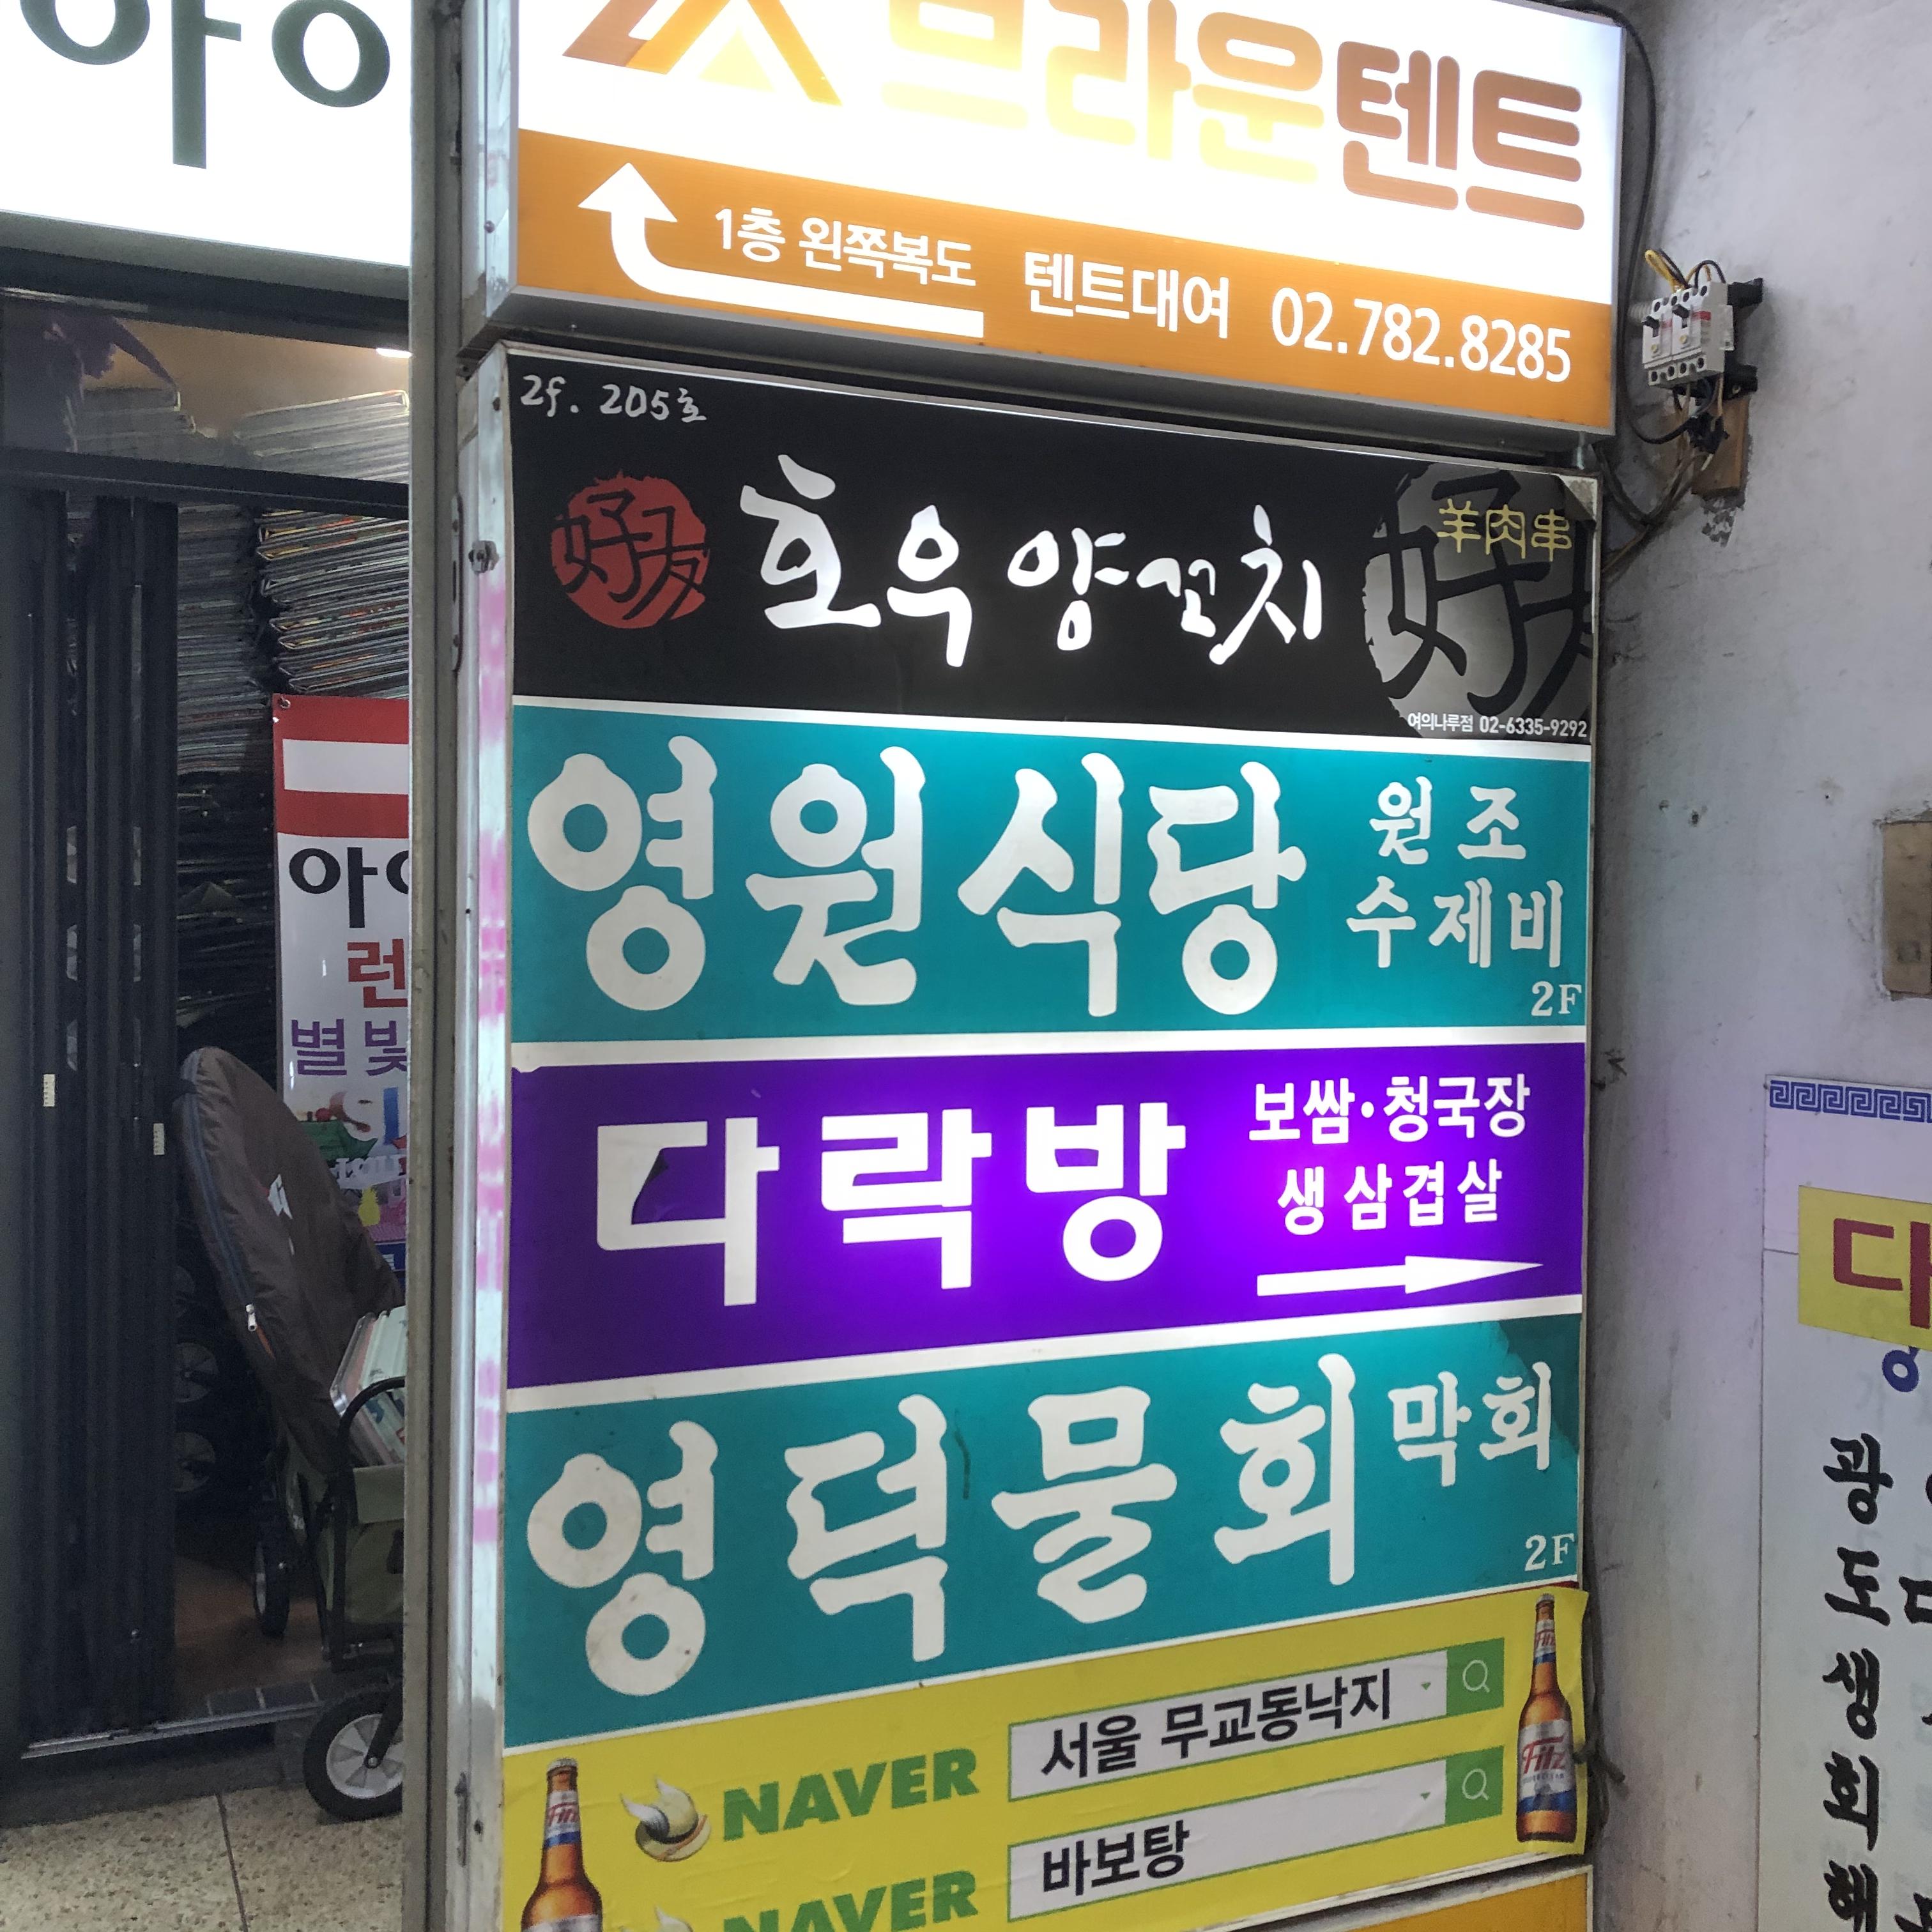 아이
브라운텐트
1층 왼쪽복도 텐트대여 02.782.8285
2f. 205호
好友
호우 양꼬치
羊肉串
好友
여의나루점 02-6335-9292
영원식당
원조
수제비
2F
다락방
보쌈·청국장
생삼겹살
영덕물회
막회
2F
NAVER 서울 무교동낙지
NAVER 바보탕
Fitz
Fitz
별빛
광도생회